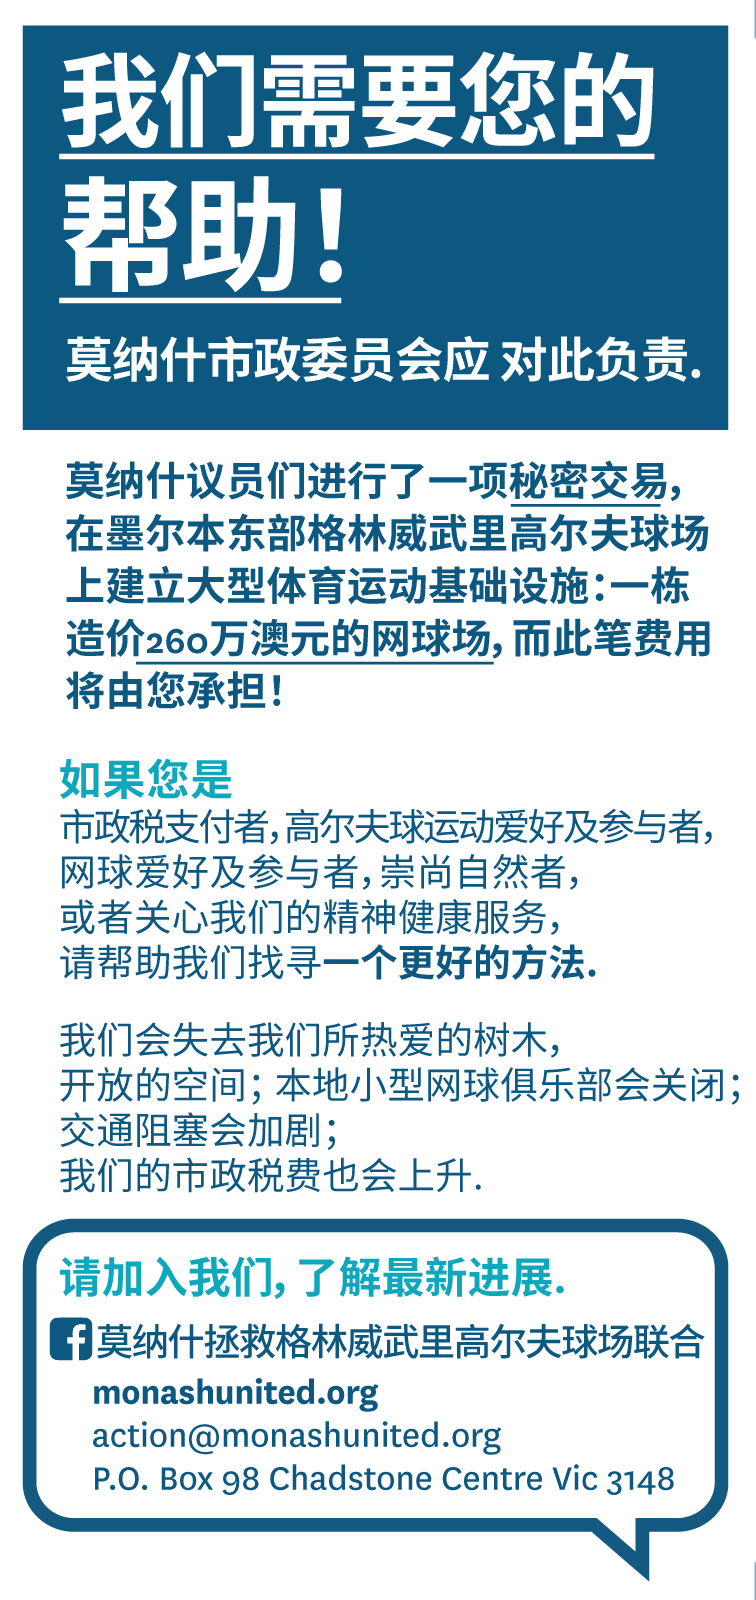 我们需要您的
帮助！
莫纳什市政委员会应 对此负责.
莫纳什议员们进行了一项秘密交易，
在墨尔本东部格林威武里高尔夫球场
上建立大型体育运动基础设施：一栋
造价260万澳元的网球场，而此笔费用
将由您承担！
如果您是
市政税支付者，高尔夫球运动爱好及参与者，
网球爱好及参与者，崇尚自然者，
或者关心我们的精神健康服务，
请帮助我们找寻一个更好的方法.
我们会失去我们所热爱的树木，
开放的空间；本地小型网球俱乐部会关闭；
交通阻塞会加剧；
我们的市政税费也会上升.
请加入我们，了解最新进展.
莫纳什拯救格林威武里高尔夫球场联合
monashunited.org
action@monashunited.org
P.O. Box 98 Chadstone Centre Vic 3148